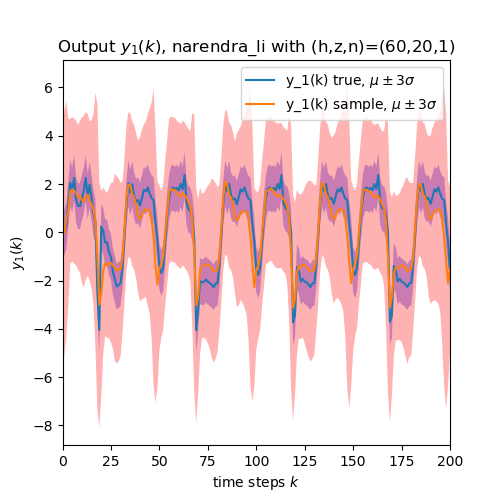 Output $y_1(k)$, narendra_li with (h,z,n)=(60,20,1)
y_1(k) true, μ ± 3σ
y_1(k) sample, μ ± 3σ
y₁(k)
6
4
2
0
−2
−4
−6
−8
0 25 50 75 100 125 150 175 200
time steps k